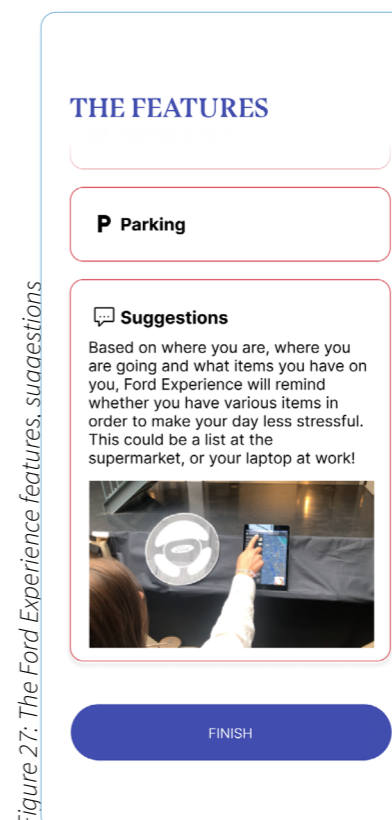 THE FEATURES
P Parking
Suggestions
Based on where you are, where you
are going and what items you have on
you, Ford Experience will remind
whether you have various items in
order to make your day less stressful.
This could be a list at the
supermarket, or your laptop at work!
FINISH
Figure 27: The Ford Experience features, suggestions